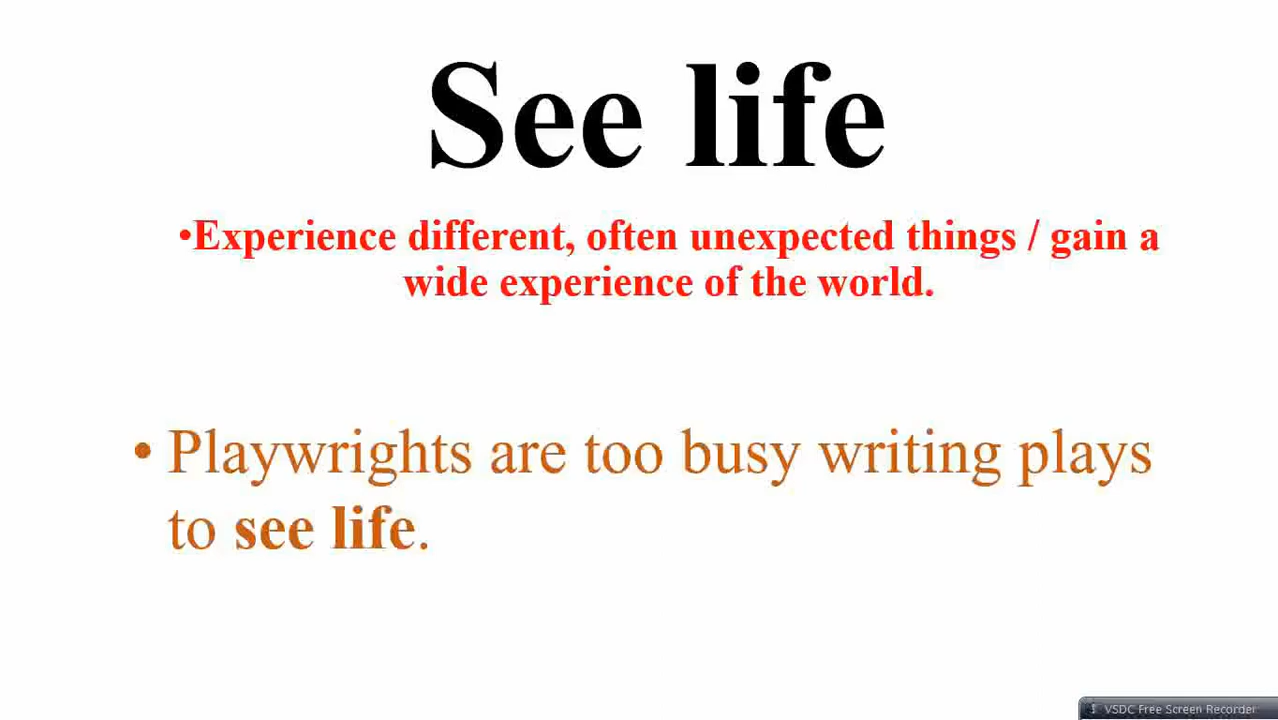 See life
•Experience different, often unexpected things / gain a
wide experience of the world.
• Playwrights are too busy writing plays
to see life.
VSDC Free Screen Recorder